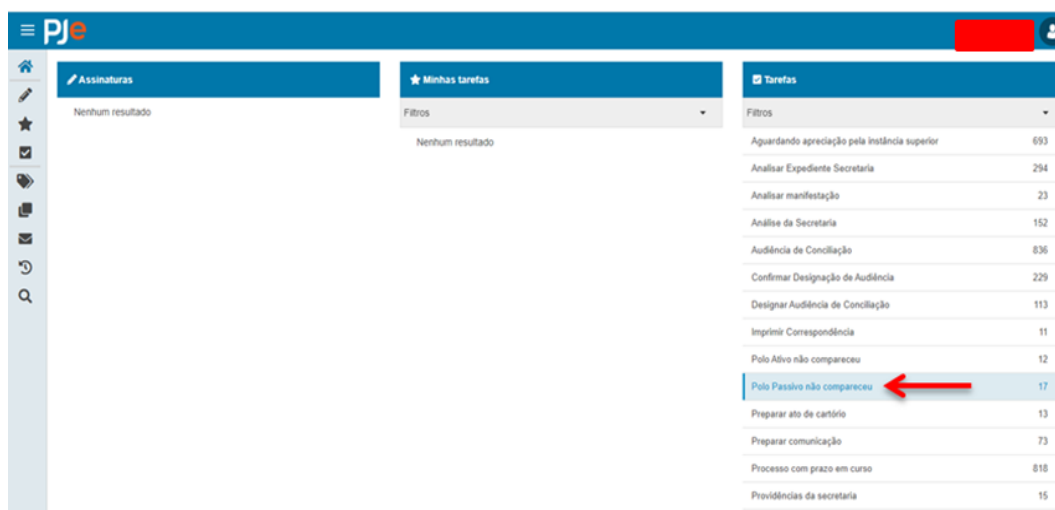 PJe
Assinaturas
Nenhum resultado
Minhas tarefas
Filtros
Nenhum resultado
Tarefas
Filtros
Aguardando apreciação pela instância superior 693
Analisar Expediente Secretaria 294
Analisar manifestação 23
Análise da Secretaria 152
Audiência de Conciliação 836
Confirmar Designação de Audiência 229
Designar Audiência de Conciliação 113
Imprimir Correspondência 11
Polo Ativo não compareceu 12
Polo Passivo não compareceu 17
Preparar ato de cartório 13
Preparar comunicação 73
Processo com prazo em curso 818
Providências da secretaria 15